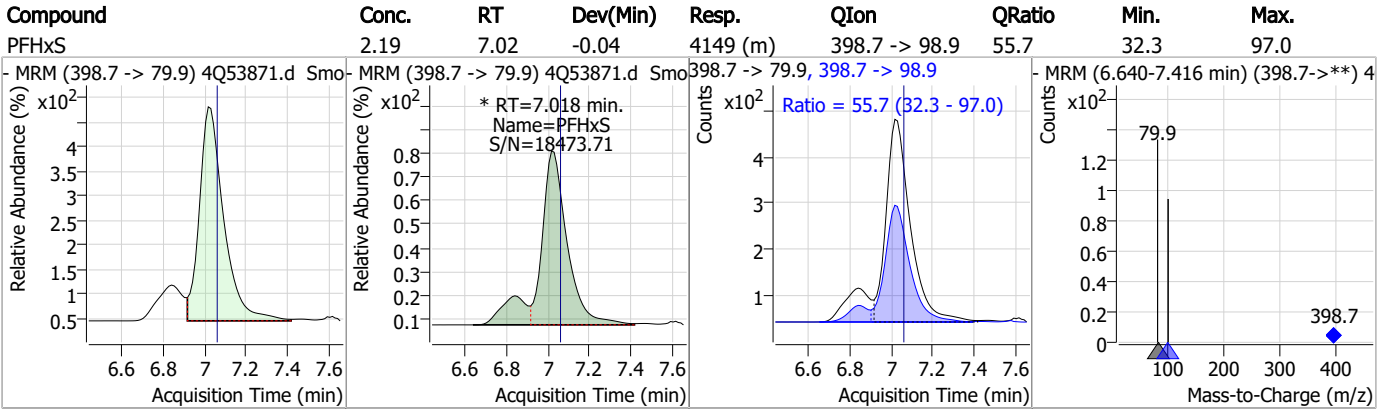 Compound Conc. RT Dev(Min) Resp. QIon QRatio Min. Max.
PFHxS 2.19 7.02 -0.04 4149 (m) 398.7 -> 98.9 55.7 32.3 97.0
- MRM (398.7 -> 79.9) 4Q53871.d Smo
Relative Abundance (%)
x10²
4
3.5
3
2.5
2
1.5
1
0.5
6.6 6.8 7 7.2 7.4 7.6
Acquisition Time (min)
- MRM (398.7 -> 79.9) 4Q53871.d Smo
Relative Abundance (%)
x10²
* RT=7.018 min.
Name=PFHxS
S/N=18473.71
0.8
0.7
0.6
0.5
0.4
0.3
0.2
0.1
6.6 6.8 7 7.2 7.4 7.6
Acquisition Time (min)
398.7 -> 79.9, 398.7 -> 98.9
Counts
x10²
Ratio = 55.7 (32.3 - 97.0)
4
3
2
1
6.6 6.8 7 7.2 7.4 7.6
Acquisition Time (min)
- MRM (6.640-7.416 min) (398.7->**) 4
Counts
x10²
79.9
1.2
1
0.8
0.6
0.4
0.2
398.7
0
100 200 300 400
Mass-to-Charge (m/z)